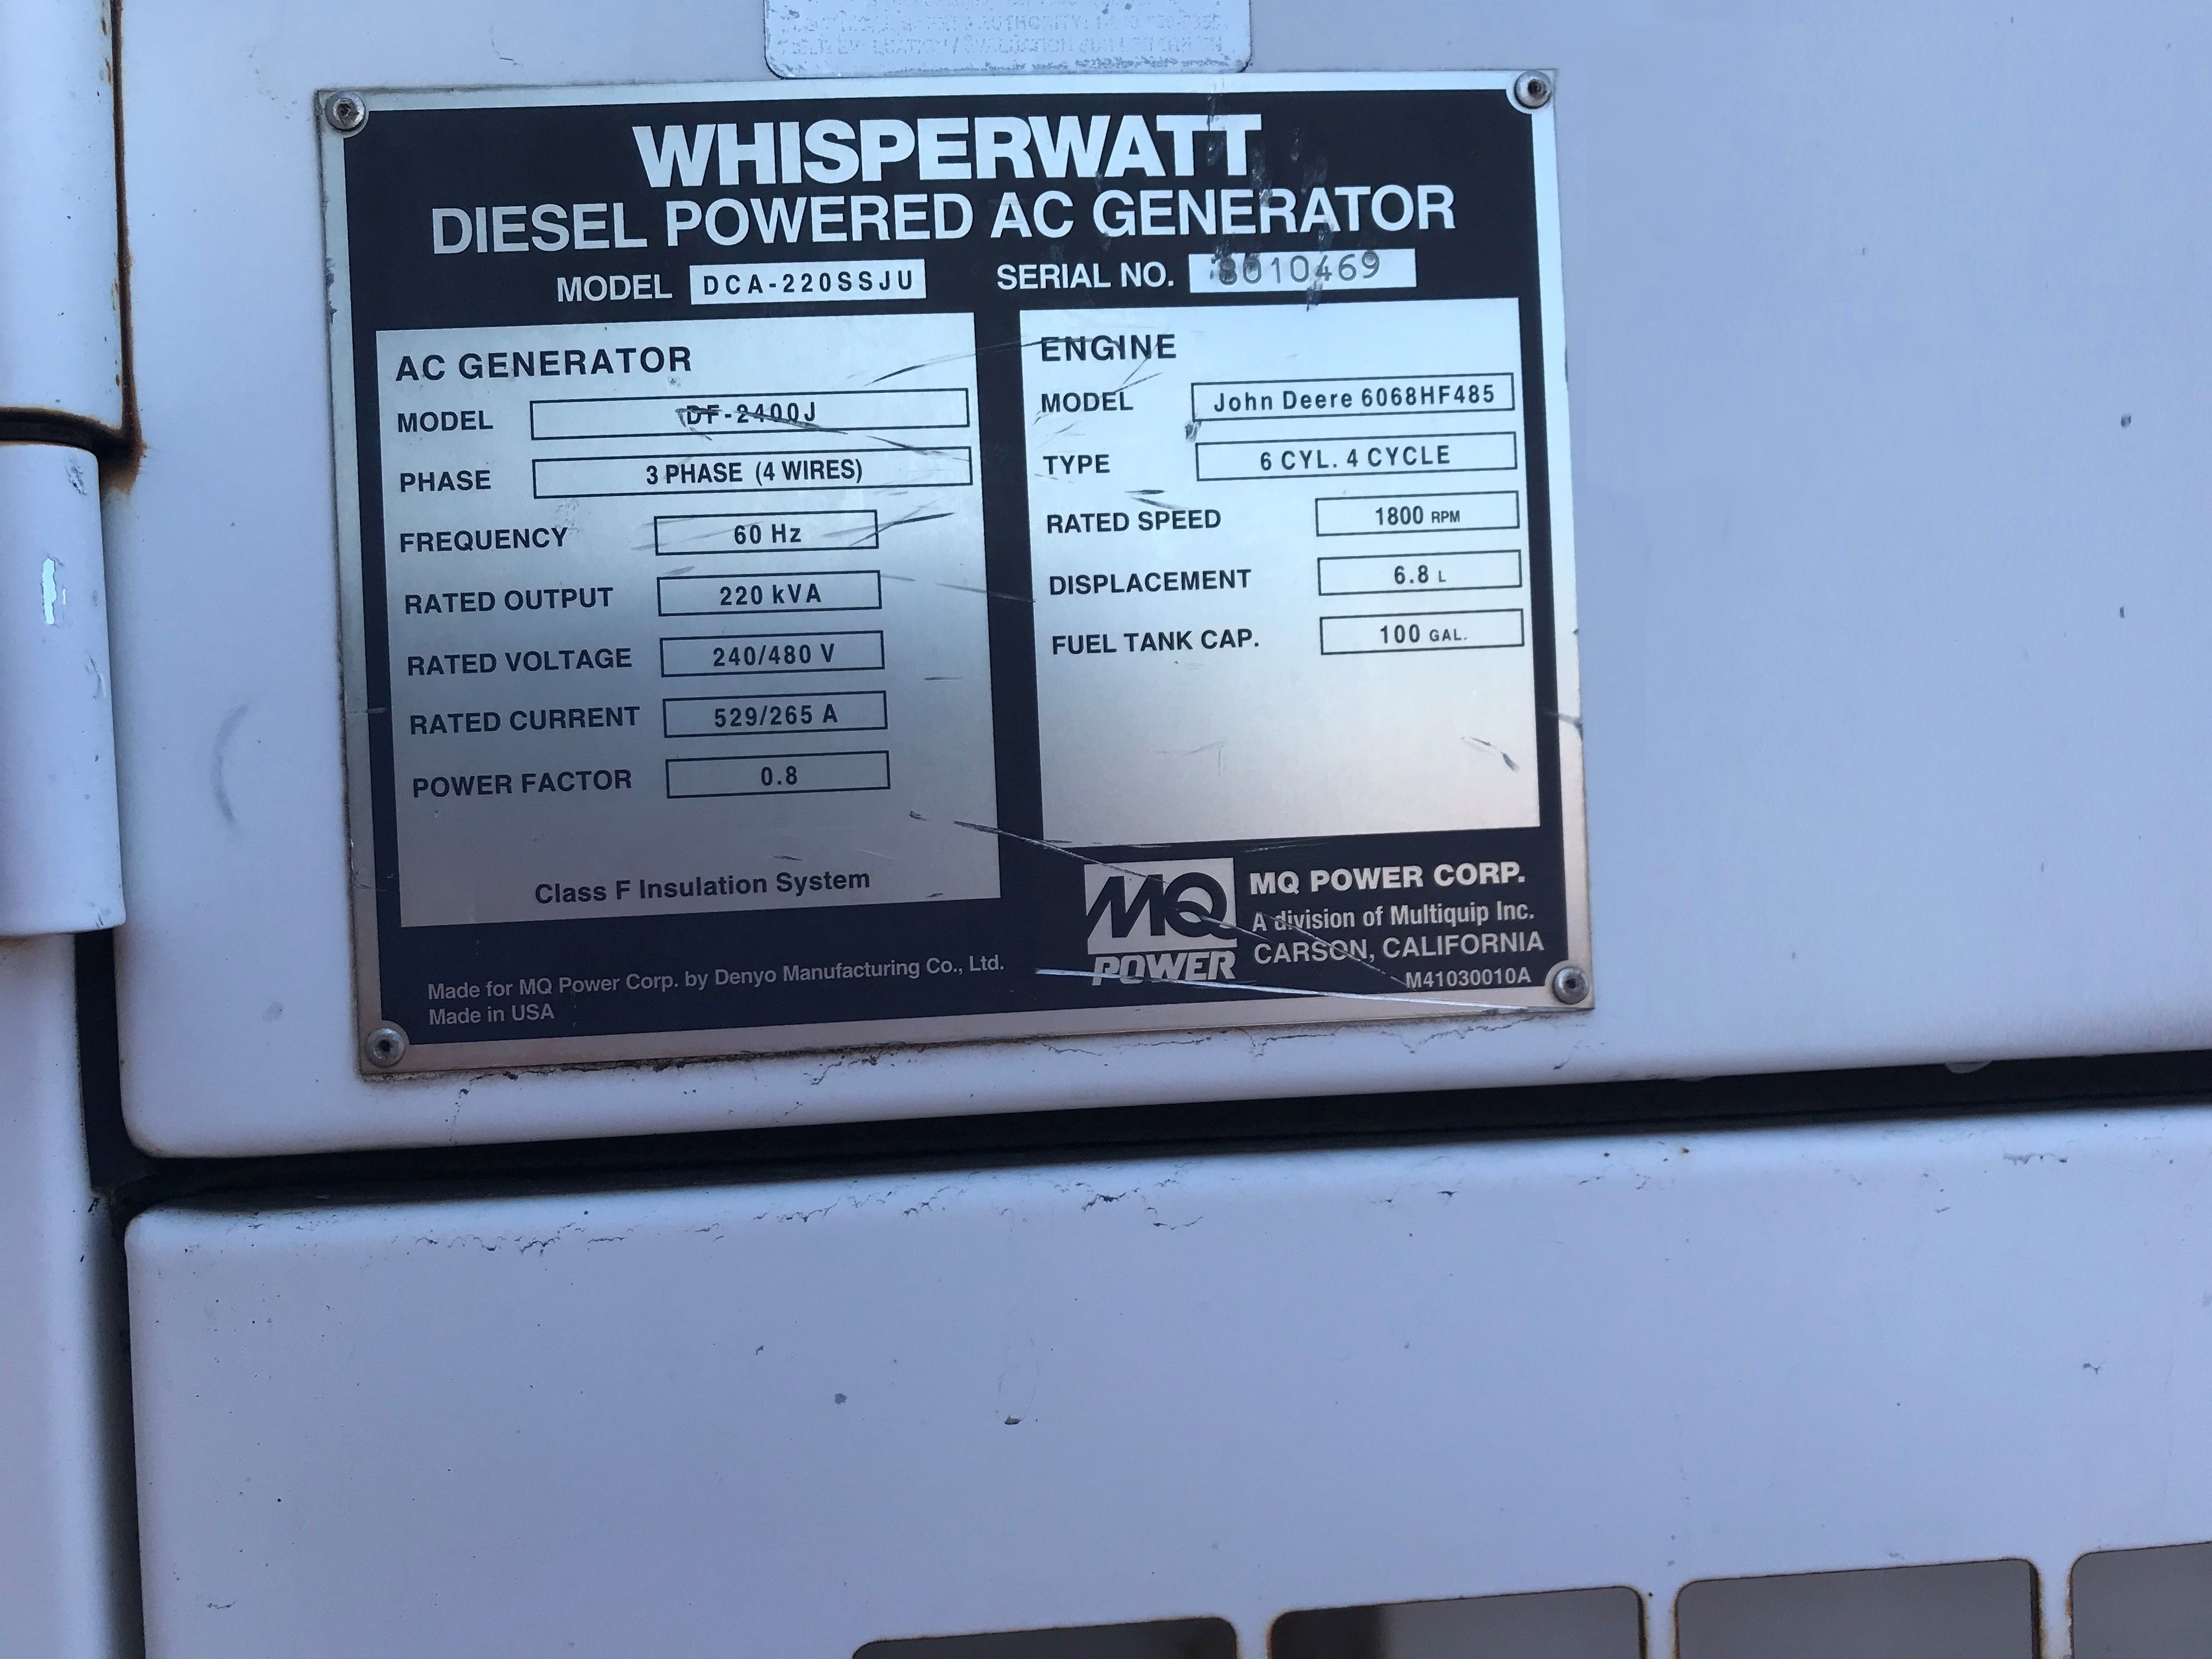 WHISPERWATT
DIESEL POWERED AC GENERATOR
MODEL DCA-220SSJU SERIAL NO. 8010469
AC GENERATOR
MODEL DF-2400J
PHASE 3 PHASE (4 WIRES)
FREQUENCY 60 Hz
RATED OUTPUT 220 kVA
RATED VOLTAGE 240/480 V
RATED CURRENT 529/265 A
POWER FACTOR 0.8
Class F Insulation System
ENGINE
MODEL John Deere 6068HF485
TYPE 6 CYL. 4 CYCLE
RATED SPEED 1800 RPM
DISPLACEMENT 6.8 L
FUEL TANK CAP. 100 GAL.
Made for MQ Power Corp. by Denyo Manufacturing Co., Ltd.
Made in USA
MQ
POWER
MQ POWER CORP.
A division of Multiquip Inc.
CARSON, CALIFORNIA
M41030010A